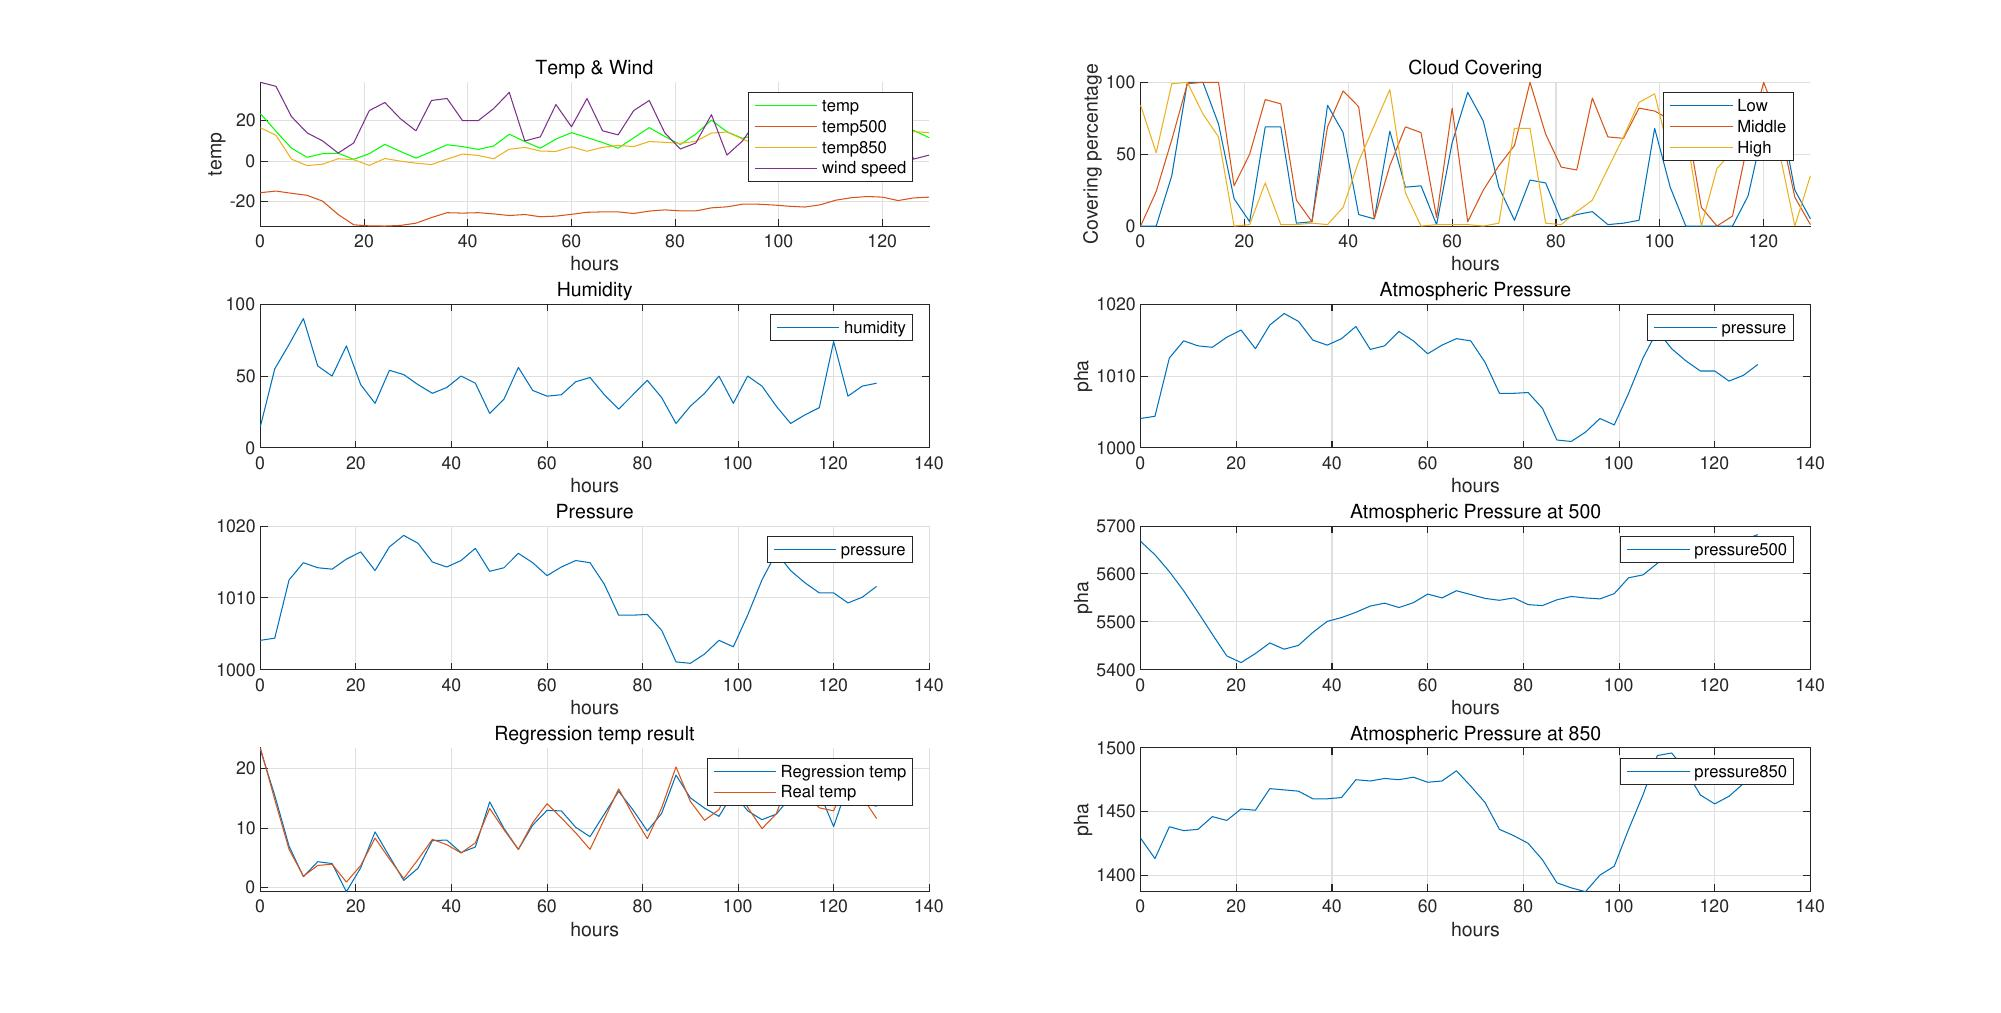 Temp & Wind
temp
20
0
-20
0 20 40 60 80 100 120
hours
temp
temp500
temp850
wind speed
Cloud Covering
Covering percentage
100
50
0
0 20 40 60 80 100 120
hours
Low
Middle
High
Humidity
100
50
0
0 20 40 60 80 100 120 140
hours
humidity
Atmospheric Pressure
pha
1020
1010
1000
0 20 40 60 80 100 120 140
hours
pressure
Pressure
1020
1010
1000
0 20 40 60 80 100 120 140
hours
pressure
Atmospheric Pressure at 500
pha
5700
5600
5500
5400
0 20 40 60 80 100 120 140
hours
pressure500
Regression temp result
20
10
0
0 20 40 60 80 100 120 140
hours
Regression temp
Real temp
Atmospheric Pressure at 850
pha
1500
1450
1400
0 20 40 60 80 100 120 140
hours
pressure850